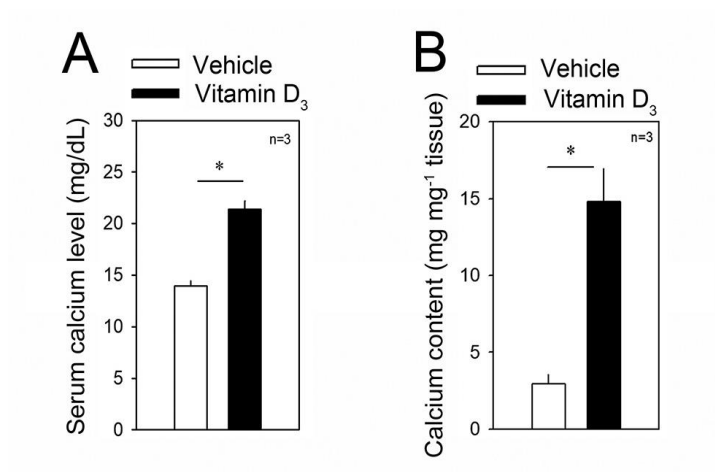 A
Vehicle
Vitamin D₃
Serum calcium level (mg/dL)
30
25
20
15
10
5
0
n=3
*
B
Vehicle
Vitamin D₃
Calcium content (mg mg⁻¹ tissue)
20
15
10
5
0
n=3
*